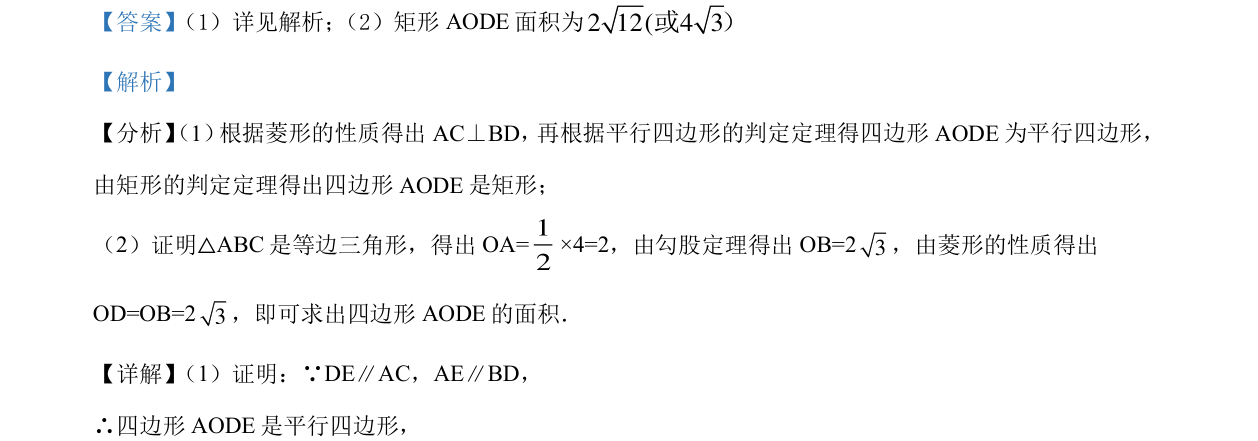 【答案】（1）详见解析；（2）矩形 AODE 面积为2√12(或4√3）
【解析】
【分析】（1）根据菱形的性质得出 AC⊥BD，再根据平行四边形的判定定理得四边形 AODE 为平行四边形，
由矩形的判定定理得出四边形 AODE 是矩形；
（2）证明△ABC 是等边三角形，得出 OA=1/2×4=2，由勾股定理得出 OB=2√3，由菱形的性质得出
OD=OB=2√3，即可求出四边形 AODE 的面积．
【详解】（1）证明：∵DE∥AC，AE∥BD，
∴四边形 AODE 是平行四边形，